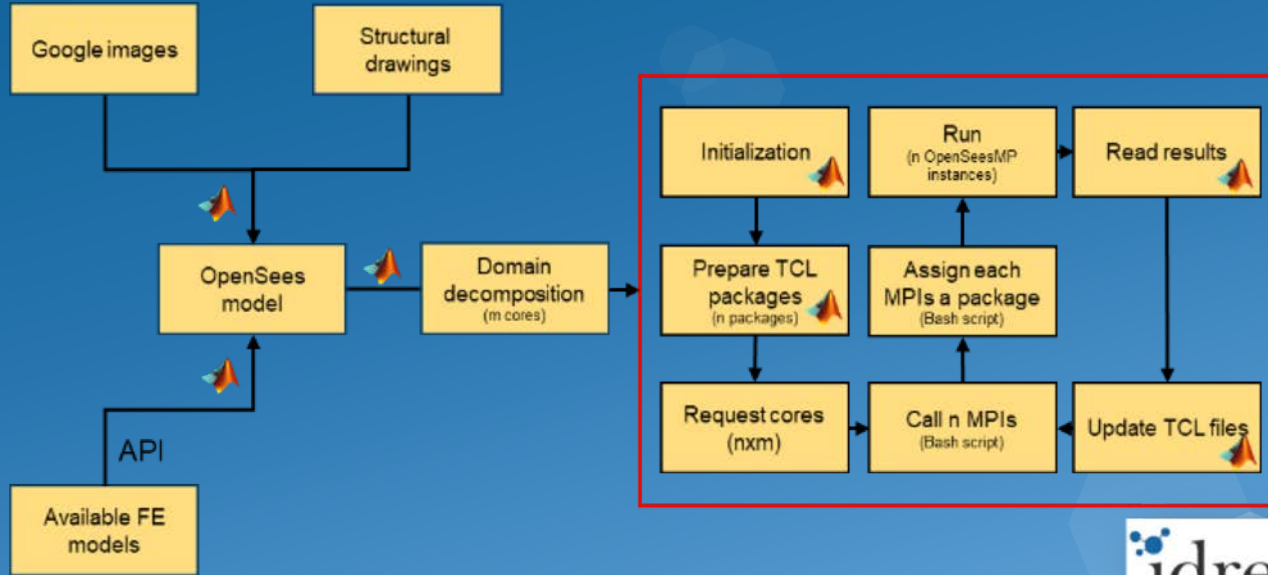 Google images
Structural
drawings
OpenSees
model
Domain
decomposition
(m cores)
API
Available FE
models
Initialization
Prepare TCL
packages
(n packages)
Request cores
(nxm)
Run
(n OpenSeesMP
instances)
Assign each
MPIs a package
(Bash script)
Call n MPIs
(Bash script)
Read results
Update TCL files
idre